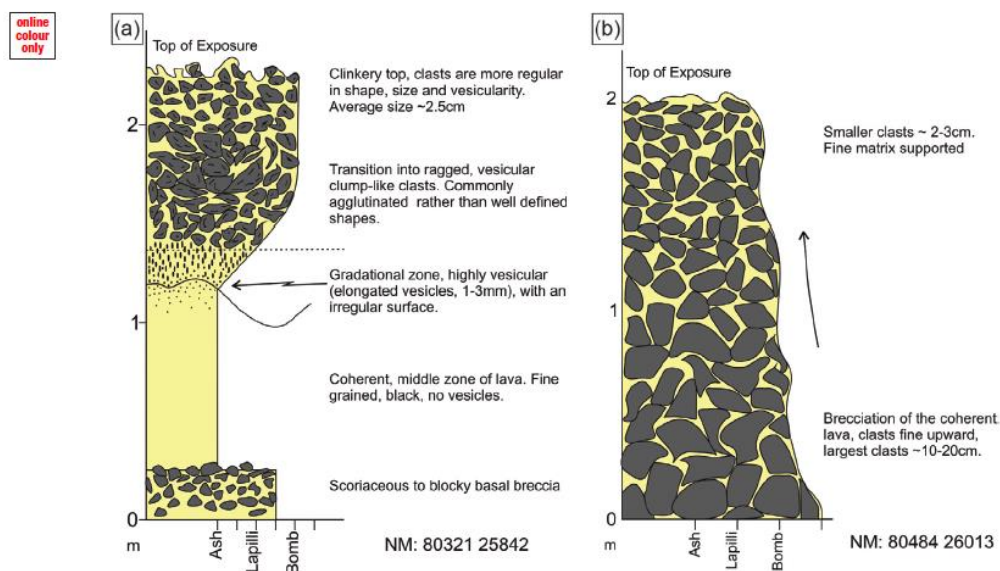 online
colour
only
(a)
Top of Exposure
Clinkery top, clasts are more regular
in shape, size and vesicularity.
Average size ~2.5cm
2
Transition into ragged, vesicular
clump-like clasts. Commonly
agglutinated rather than well defined
shapes.
Gradational zone, highly vesicular
(elongated vesicles, 1-3mm), with an
irregular surface.
1
Coherent, middle zone of lava. Fine
grained, black, no vesicles.
Scoriaceous to blocky basal breccia
0
m
Ash
Lapilli
Bomb
NM: 80321 25842
(b)
Top of Exposure
2
Smaller clasts ~ 2-3cm.
Fine matrix supported
1
Brecciation of the coherent
lava, clasts fine upward,
largest clasts ~10-20cm.
0
m
Ash
Lapilli
Bomb
NM: 80484 26013